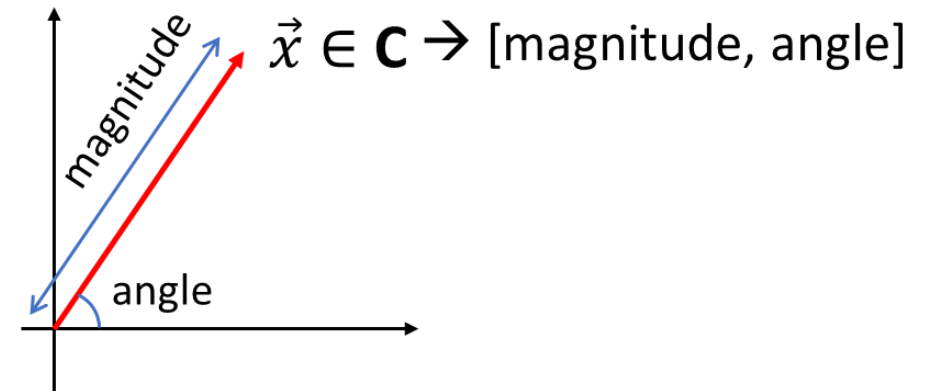 x⃗ ∈ C → [magnitude, angle]
magnitude
angle